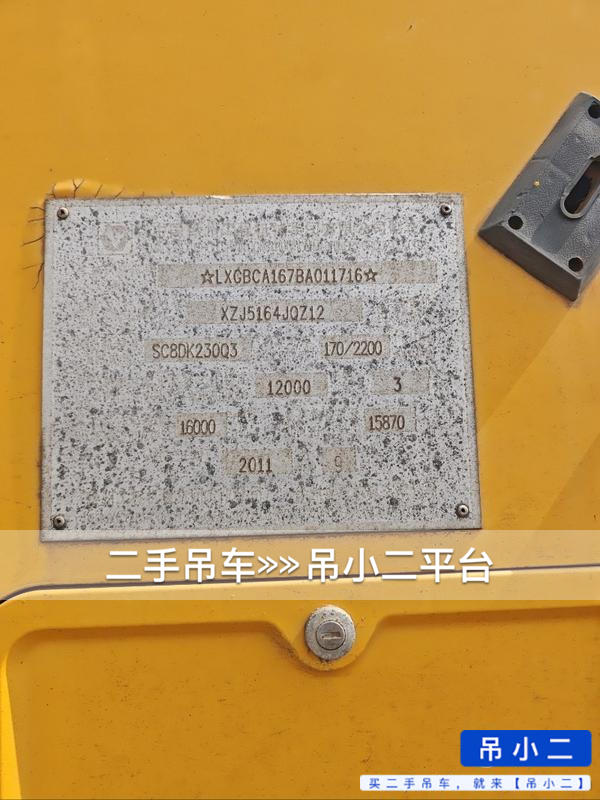 ☆LXGBCA167BA011716☆
XZJ5164JQZ12
SC8DK230Q3 170/2200
12000 3
16000 15870
2011 9
二手吊车»»吊小二平台
吊小二
买二手吊车，就来【吊小二】